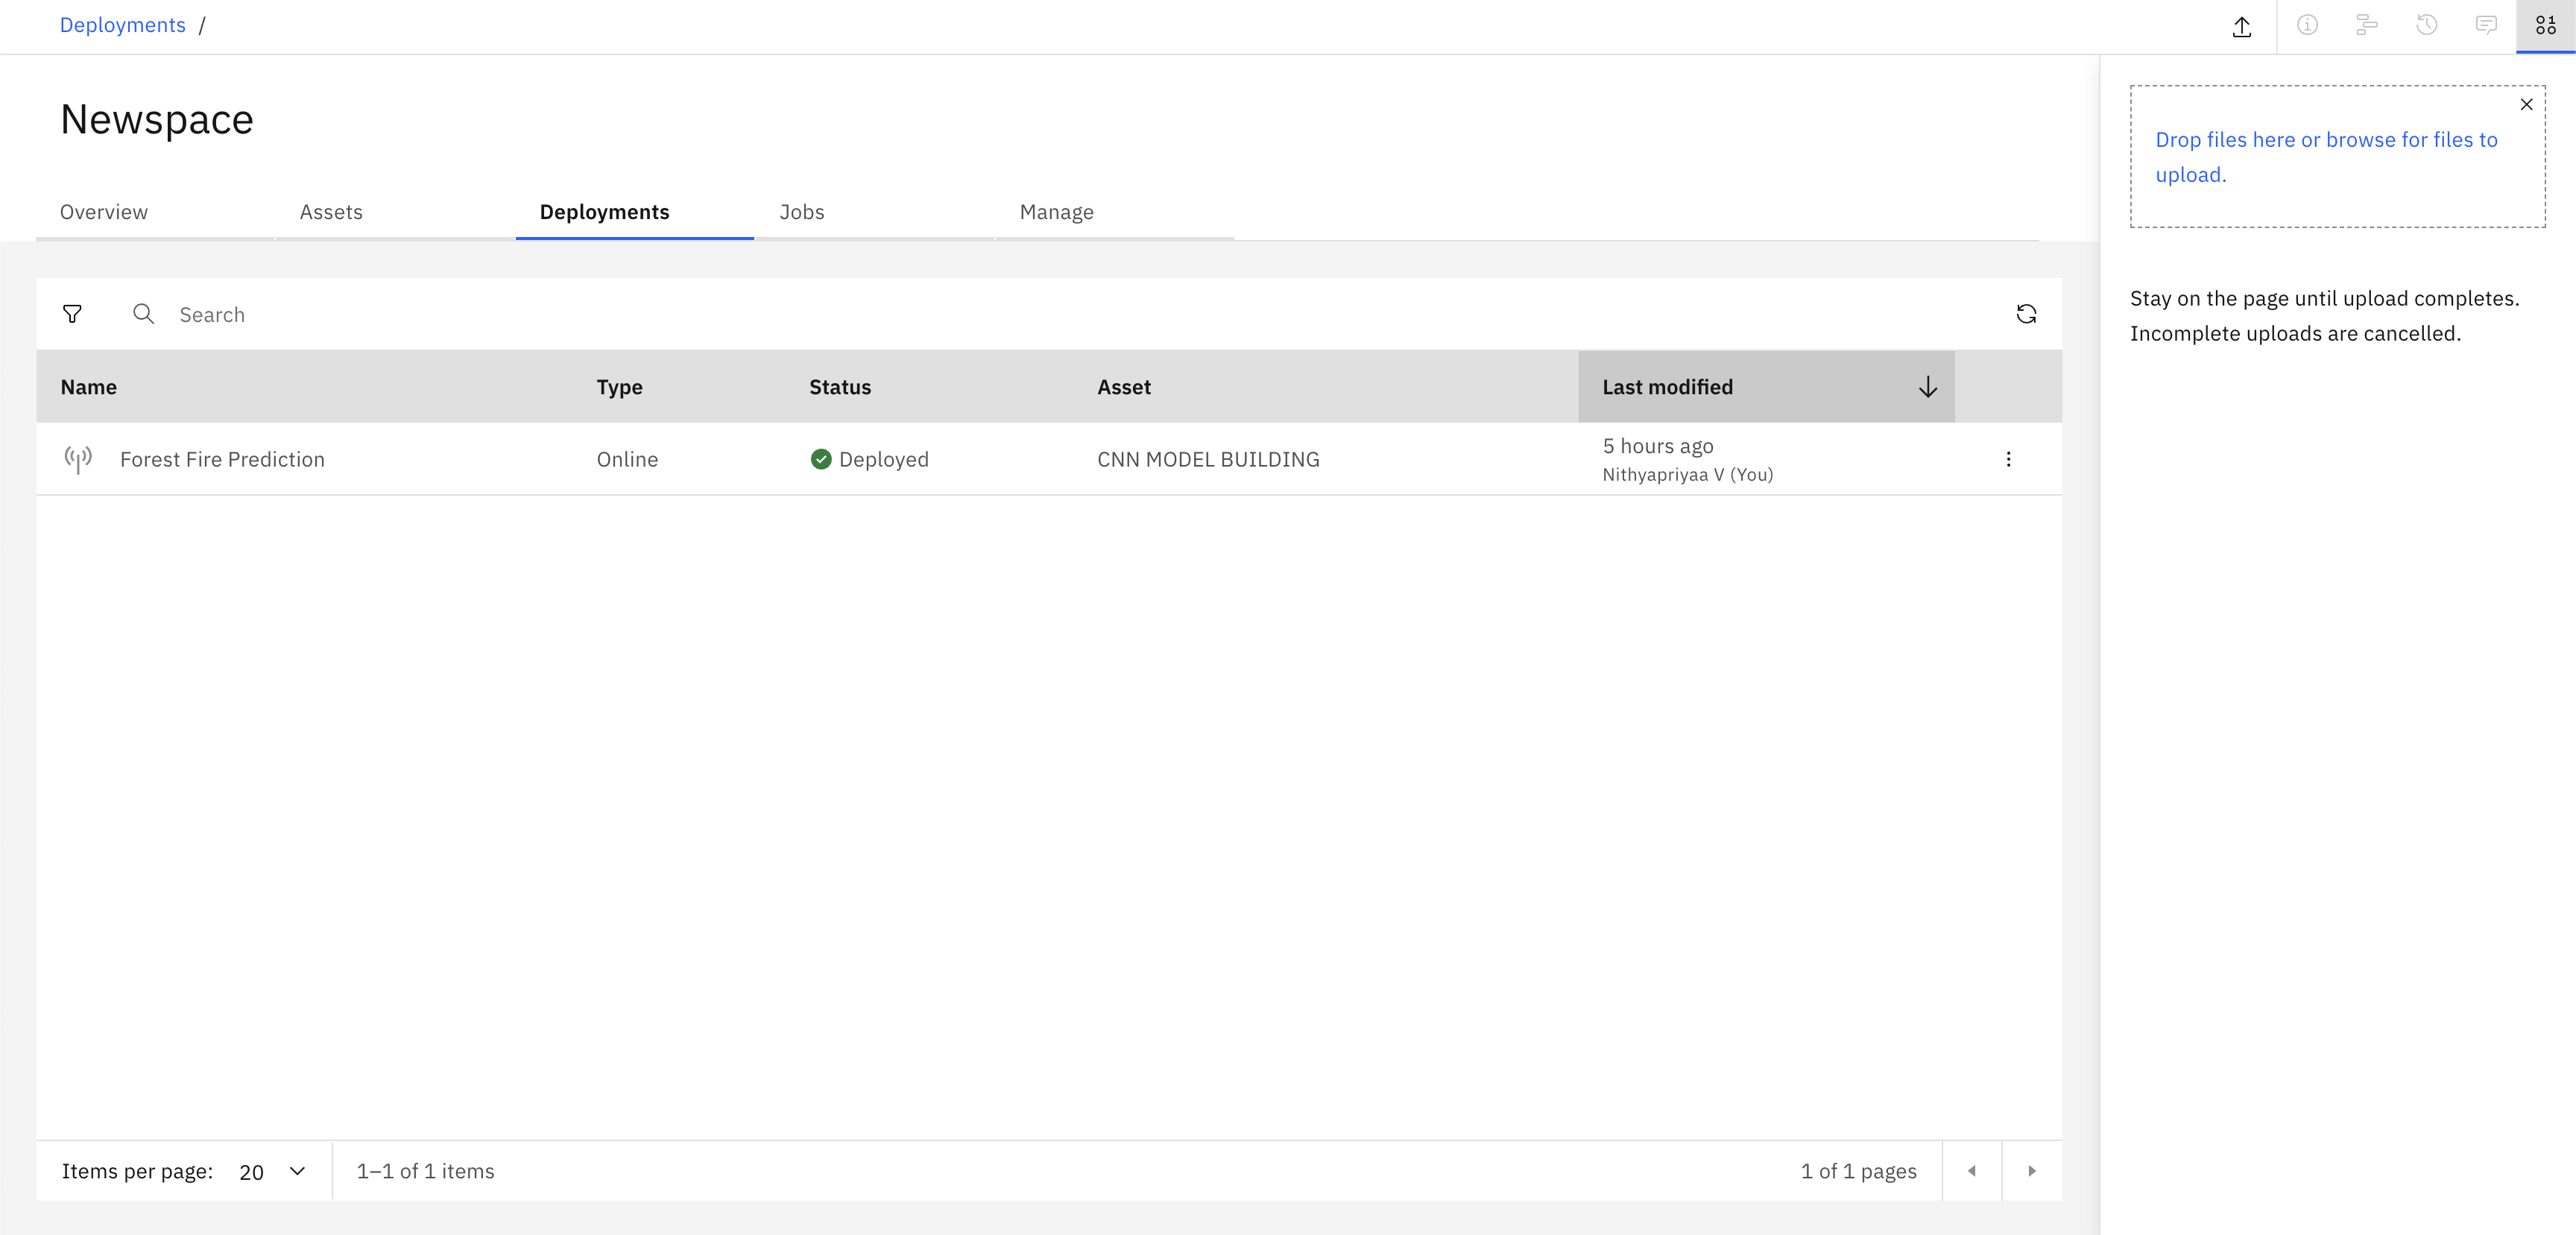 Deployments /
Newspace
Overview
Assets
Deployments
Jobs
Manage
Search
Name
Type
Status
Asset
Last modified
Forest Fire Prediction
Online
Deployed
CNN MODEL BUILDING
5 hours ago
Nithyapriyaa V (You)
Items per page: 20
1–1 of 1 items
1 of 1 pages
Drop files here or browse for files to
upload.
Stay on the page until upload completes.
Incomplete uploads are cancelled.